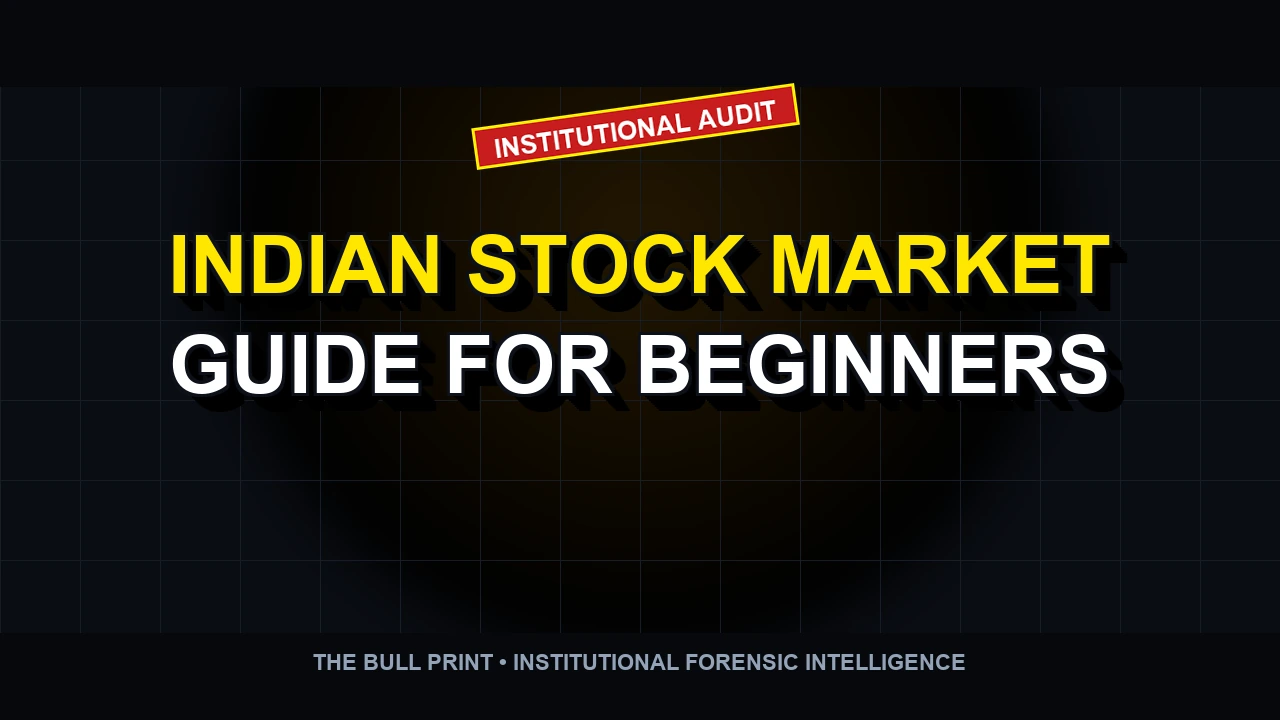 INSTITUTIONAL AUDIT
INDIAN STOCK MARKET
GUIDE FOR BEGINNERS
THE BULL PRINT • INSTITUTIONAL FORENSIC INTELLIGENCE